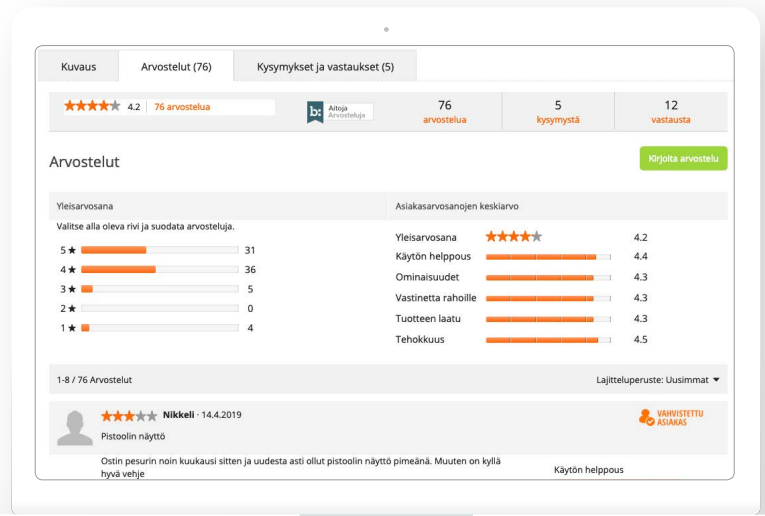 Kuvaus Arvostelut (76) Kysymykset ja vastaukset (5)
4.2 76 arvostelua
b: Aitoja Arvosteluja
76 arvostelua
5 kysymystä
12 vastausta
Arvostelut
Kirjoita arvostelu
Yleisarvosana
Valitse alla oleva rivi ja suodata arvosteluja.
5★ 31
4★ 36
3★ 5
2★ 0
1★ 4
Asiakasarvosanojen keskiarvo
Yleisarvosana 4.2
Käytön helppous 4.4
Ominaisuudet 4.3
Vastinetta rahoille 4.3
Tuotteen laatu 4.3
Tehokkuus 4.5
1-8 / 76 Arvostelut
Lajitteluperuste: Uusimmat ▼
Nikkeli · 14.4.2019
VAHVISTETTU
ASIAKAS
Pistoolin näyttö
Ostin pesurin noin kuukausi sitten ja uudesta asti ollut pistoolin näyttö pimeänä. Muuten on kyllä
hyvä vehje
Käytön helppous